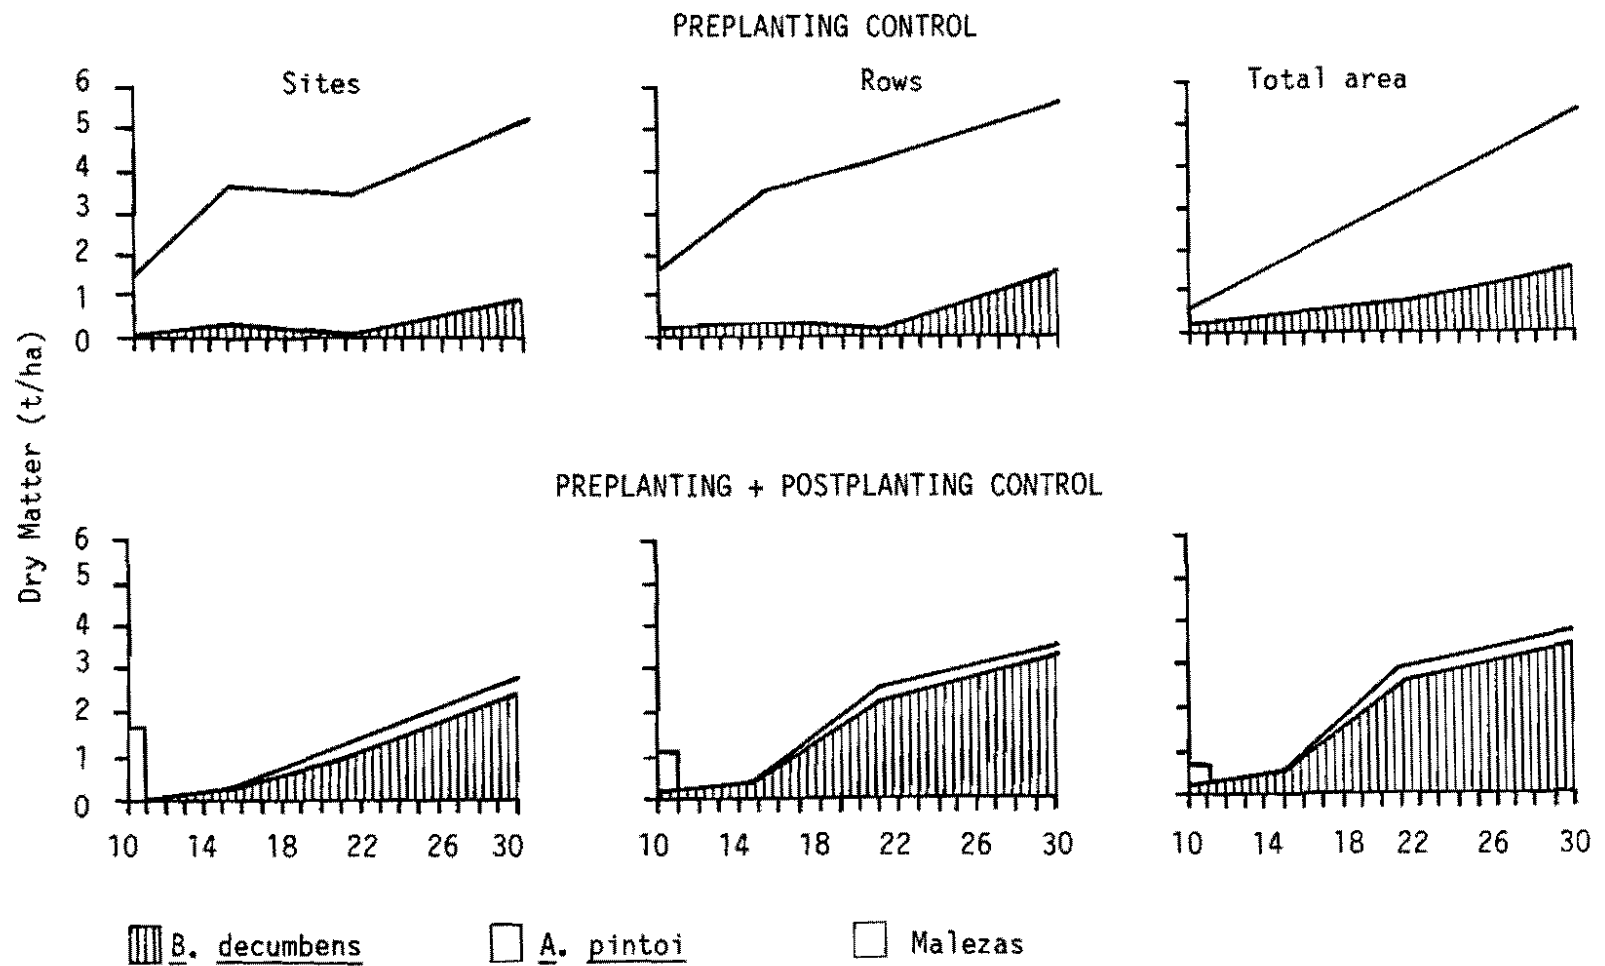 PREPLANTING CONTROL
Sites Rows Total area
6
5
4
3
2
1
0
Dry Matter (t/ha)
PREPLANTING + POSTPLANTING CONTROL
6
5
4
3
2
1
0
10 14 18 22 26 30 10 14 18 22 26 30 10 14 18 22 26 30
B. decumbens A. pintoi Malezas